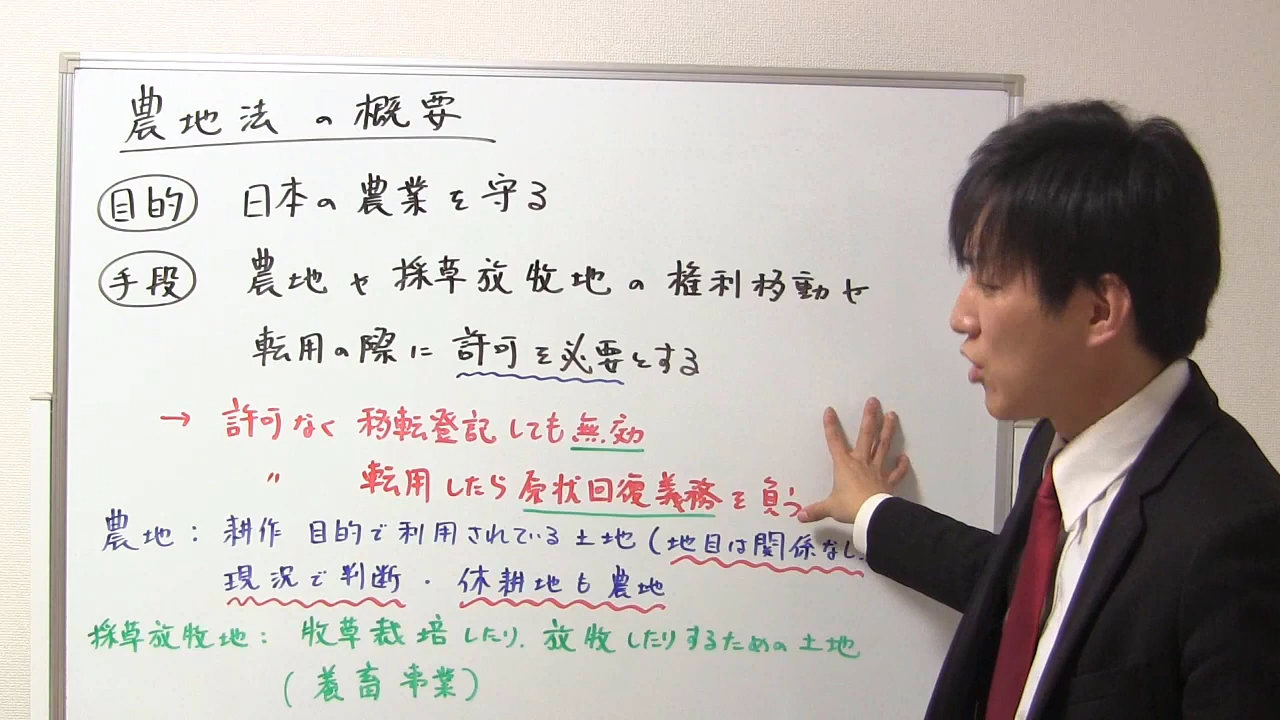 農地法の概要
目的 日本の農業を守る
手段 農地や採草放牧地の権利移動や
転用の際に許可を必要とする
→ 許可なく移転登記しても無効
〃 転用したら原状回復義務を負う
農地：耕作目的で利用されている土地（地目は関係なし、
現況で判断・休耕地も農地
採草放牧地：牧草栽培したり、放牧したりするための土地
（養畜事業）